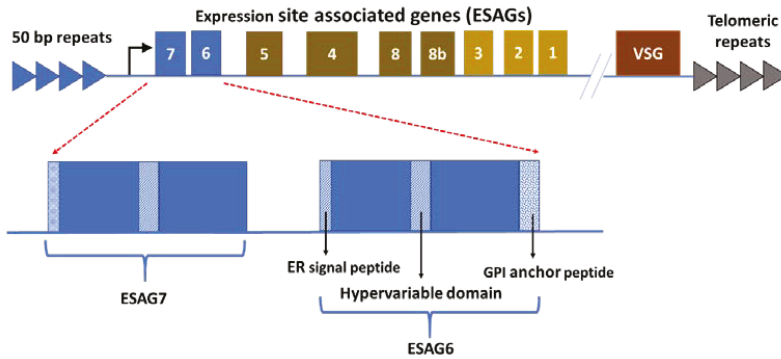 Expression site associated genes (ESAGs)
50 bp repeats
Telomeric
repeats
7 6 5 4 8 8b 3 2 1 VSG
ER signal peptide
GPI anchor peptide
Hypervariable domain
ESAG7
ESAG6